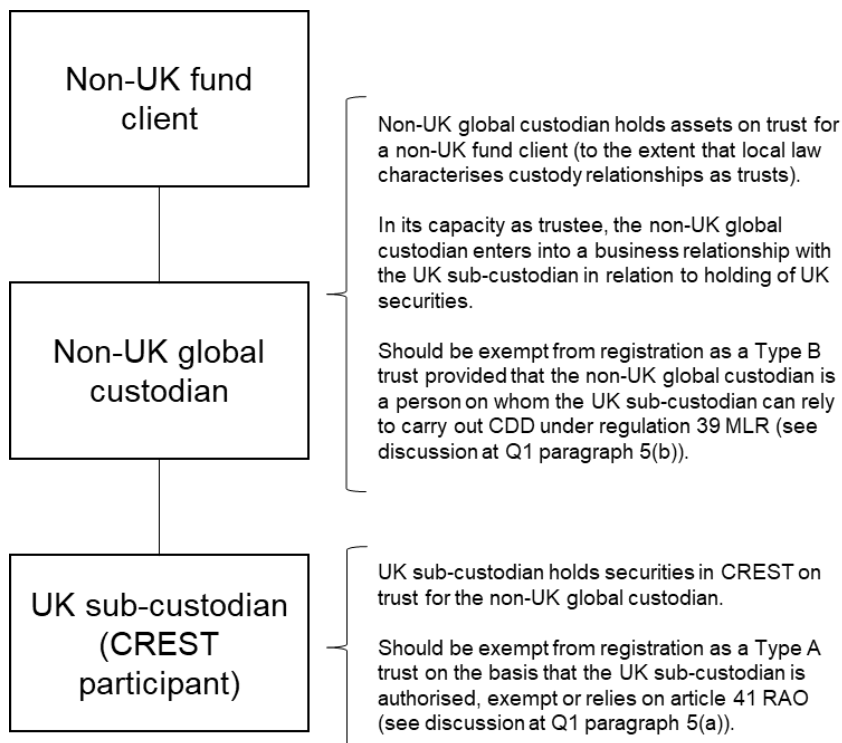 Non-UK fund
client
Non-UK global custodian holds assets on trust for
a non-UK fund client (to the extent that local law
characterises custody relationships as trusts).
In its capacity as trustee, the non-UK global
custodian enters into a business relationship with
the UK sub-custodian in relation to holding of UK
securities.
Should be exempt from registration as a Type B
trust provided that the non-UK global custodian is
a person on whom the UK sub-custodian can rely
to carry out CDD under regulation 39 MLR (see
discussion at Q1 paragraph 5(b)).
Non-UK global
custodian
UK sub-custodian
(CREST
participant)
UK sub-custodian holds securities in CREST on
trust for the non-UK global custodian.
Should be exempt from registration as a Type A
trust on the basis that the UK sub-custodian is
authorised, exempt or relies on article 41 RAO
(see discussion at Q1 paragraph 5(a)).